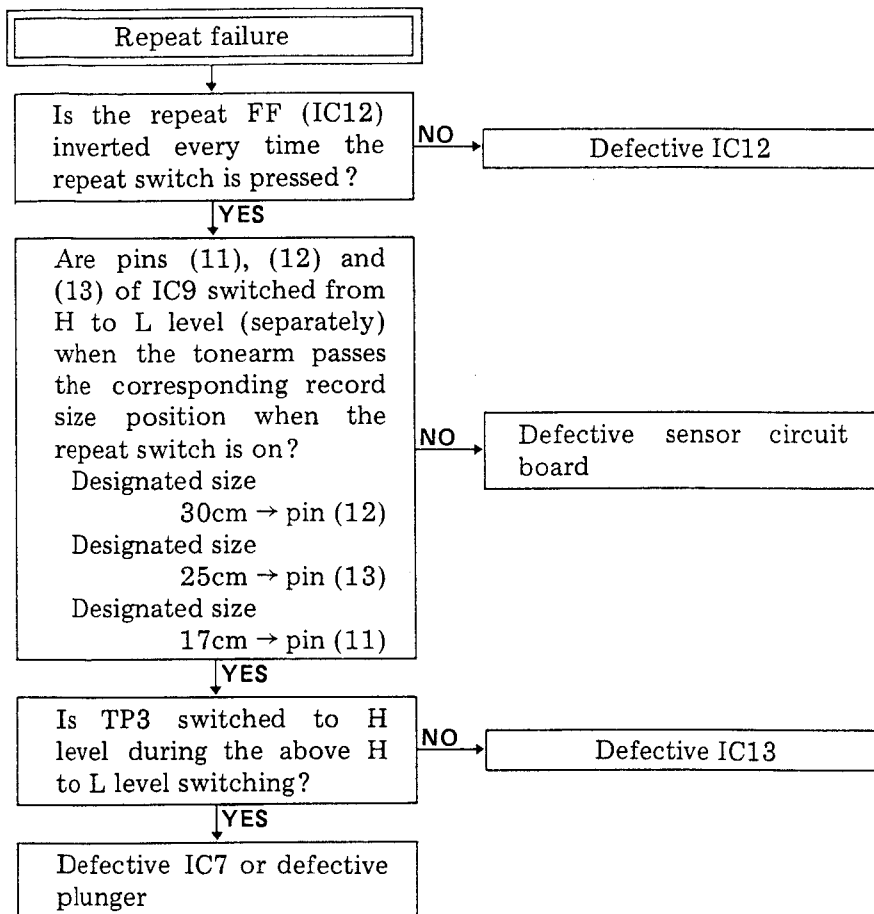 Repeat failure
Is the repeat FF (IC12)
inverted every time the
repeat switch is pressed?
NO
Defective IC12
YES
Are pins (11), (12) and
(13) of IC9 switched from
H to L level (separately)
when the tonearm passes
the corresponding record
size position when the
repeat switch is on?
Designated size
30cm → pin (12)
Designated size
25cm → pin (13)
Designated size
17cm → pin (11)
NO
Defective sensor circuit
board
YES
Is TP3 switched to H
level during the above H
to L level switching?
NO
Defective IC13
YES
Defective IC7 or defective
plunger